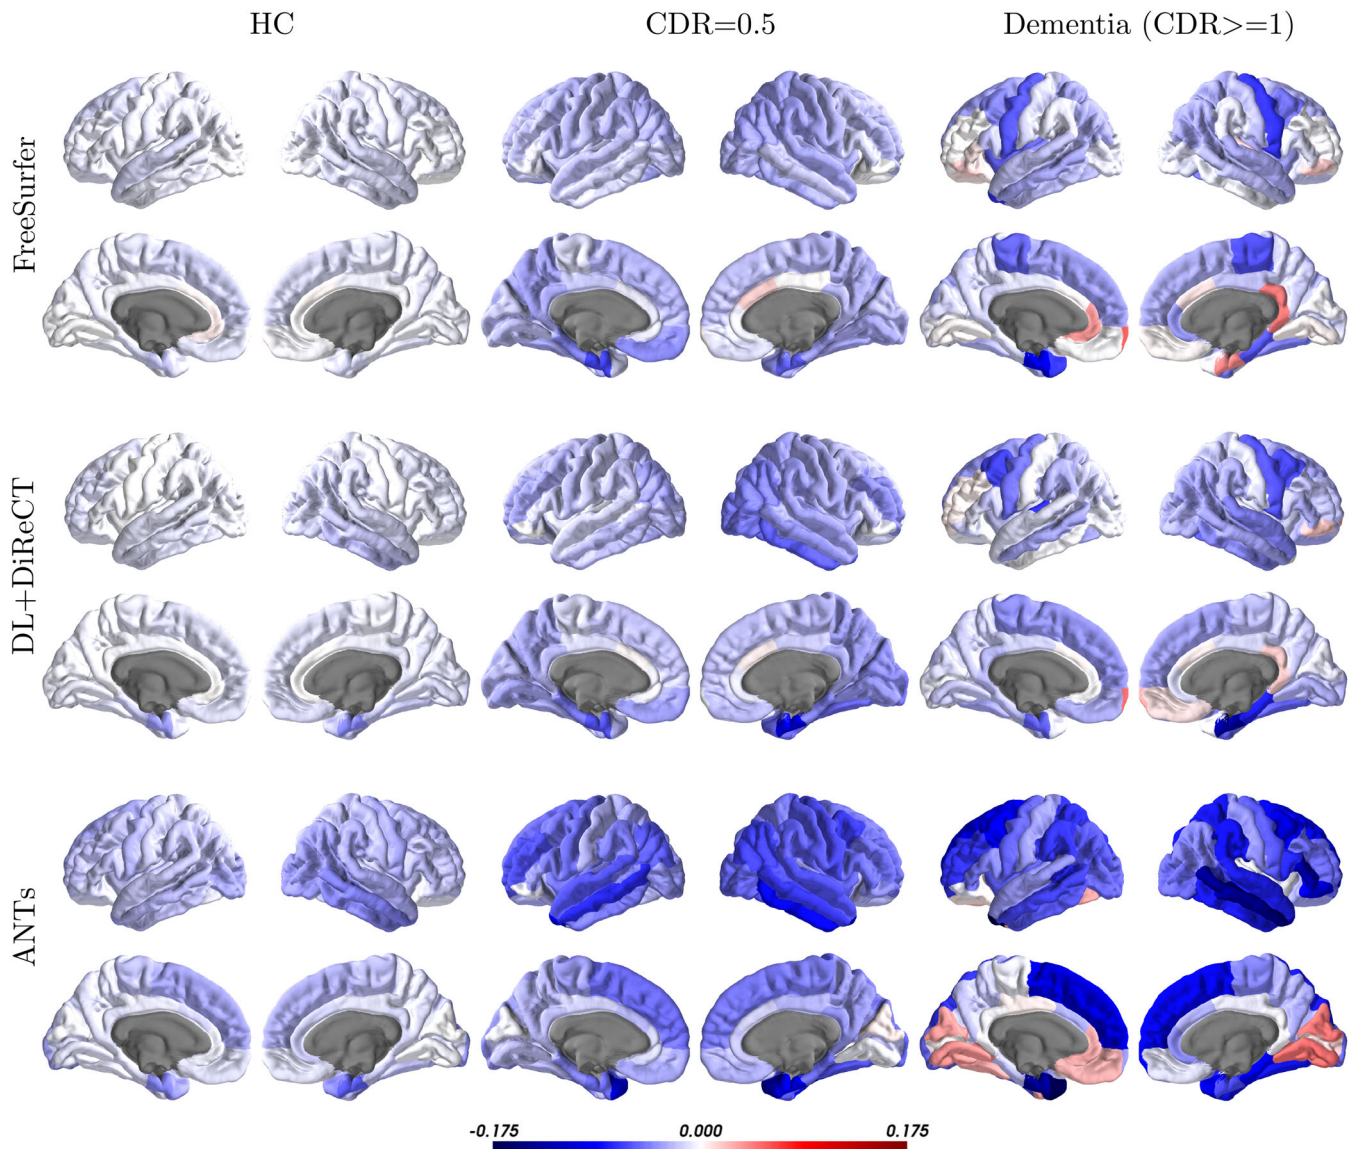 HC CDR=0.5 Dementia (CDR>=1)
FreeSurfer
DL+DiReCT
ANTs
-0.175 0.000 0.175